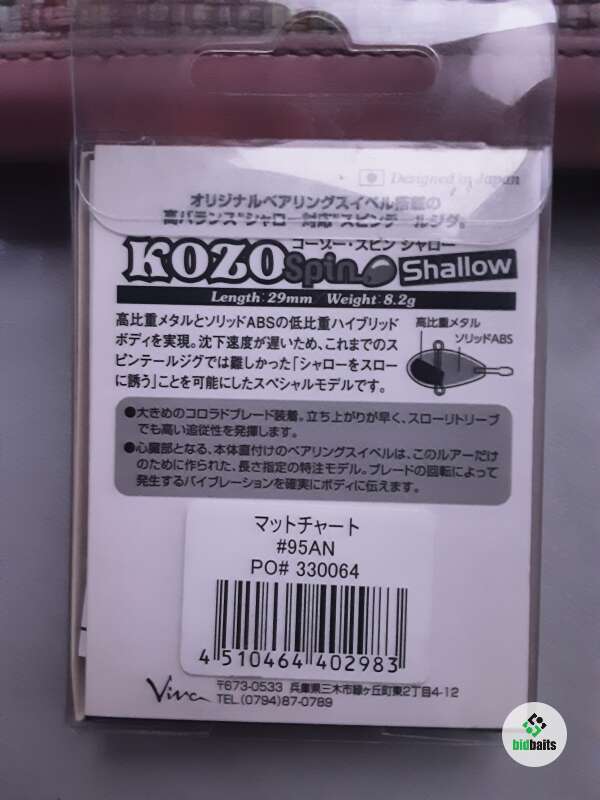 Designed in Japan
オリジナルベアリングスイベル搭載の
高バランス"シャロー対応"スピンテールジグ。
コーゾー・スピン シャロー
KOZO Spin Shallow
Length:29mm Weight:8.2g
高比重メタルとソリッドABSの低比重ハイブリッド
ボディを実現。沈下速度が遅いため、これまでのス
ピンテールジグでは難しかった「シャローをスロー
に誘う」ことを可能にしたスペシャルモデルです。
高比重メタル
ソリッドABS
●大きめのコロラドブレード装着。立ち上がりが早く、スローリトリーブ
でも高い追従性を発揮します。
●心臓部となる、本体直付けのベアリングスイベルは、このルアーだけ
のために作られた、長さ指定の特注モデル。ブレードの回転によって
発生するバイブレーションを確実にボディに伝えます。
マットチャート
#95AN
PO# 330064
4 510464 402983
Viva
〒673-0533 兵庫県三木市緑ヶ丘町東2丁目4-12
TEL(0794)87-0789
bidbaits